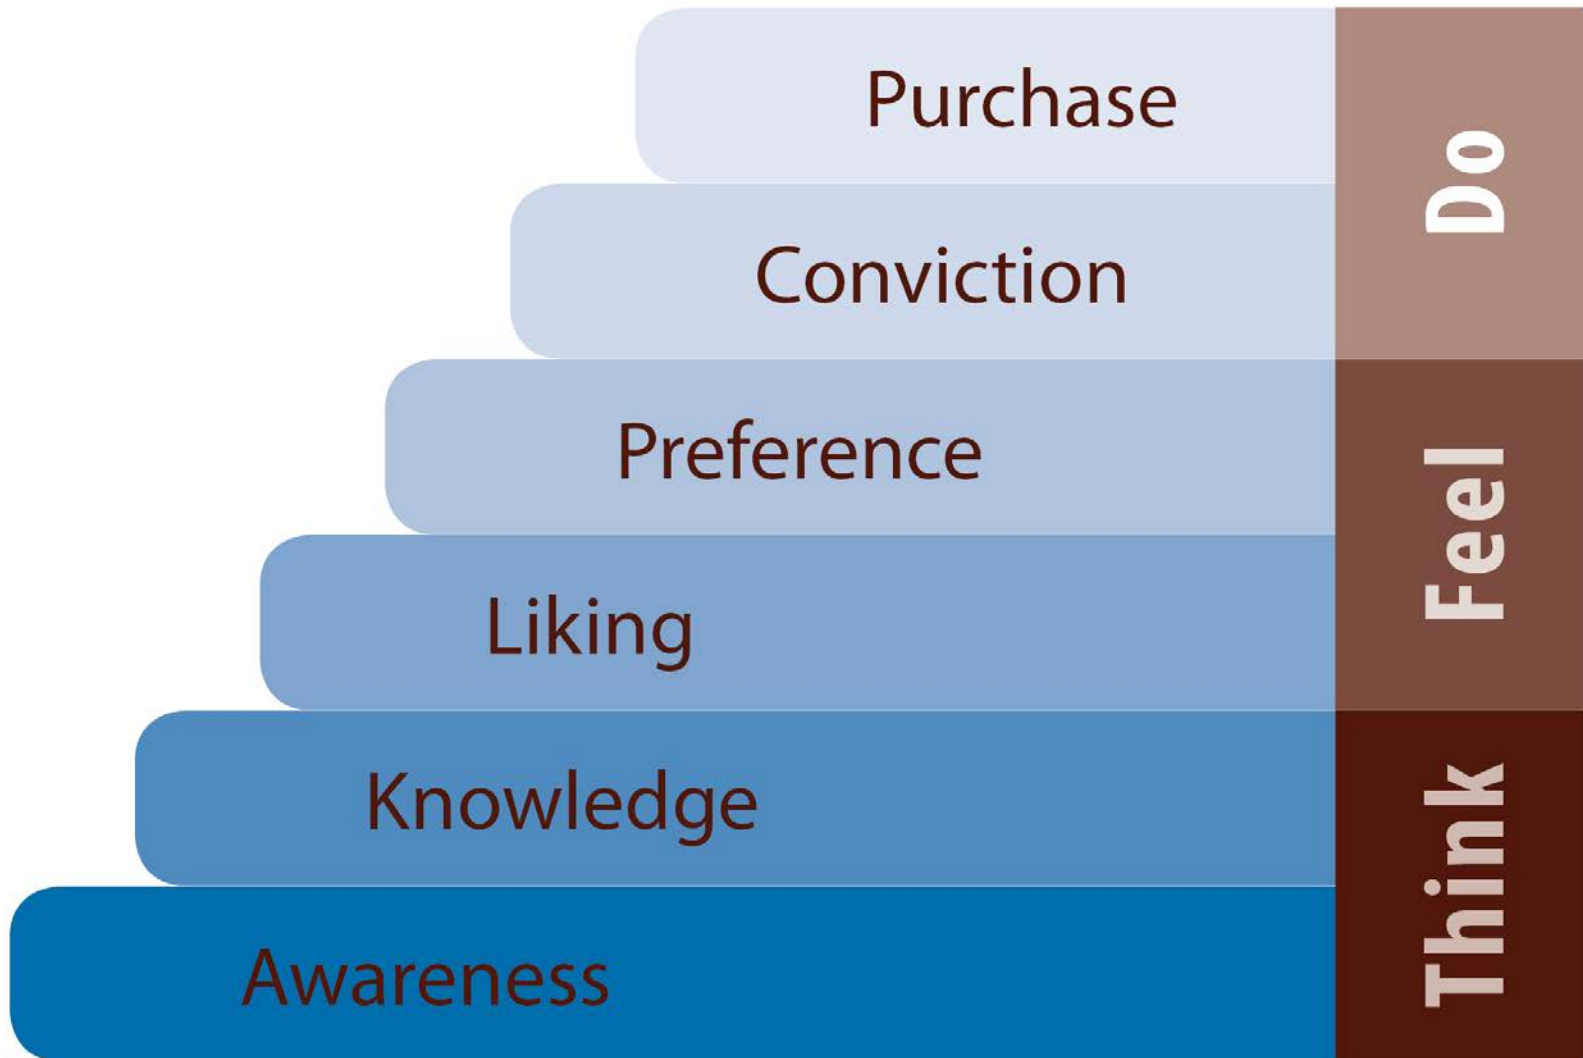 Purchase
Conviction
Preference
Liking
Knowledge
Awareness
Do
Feel
Think